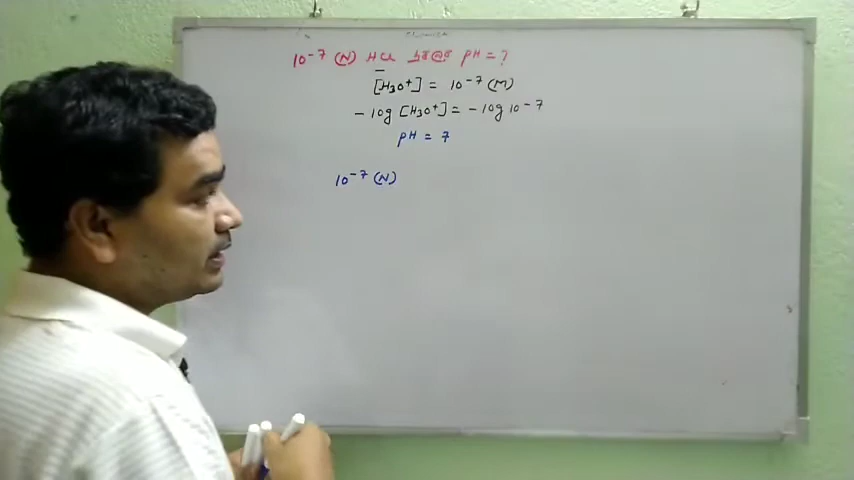 10⁻⁷ (N) HCl pH = ?
[H₃O⁺] = 10⁻⁷ (M)
- log [H₃O⁺] = - log 10⁻⁷
pH = 7
10⁻⁷ (N)